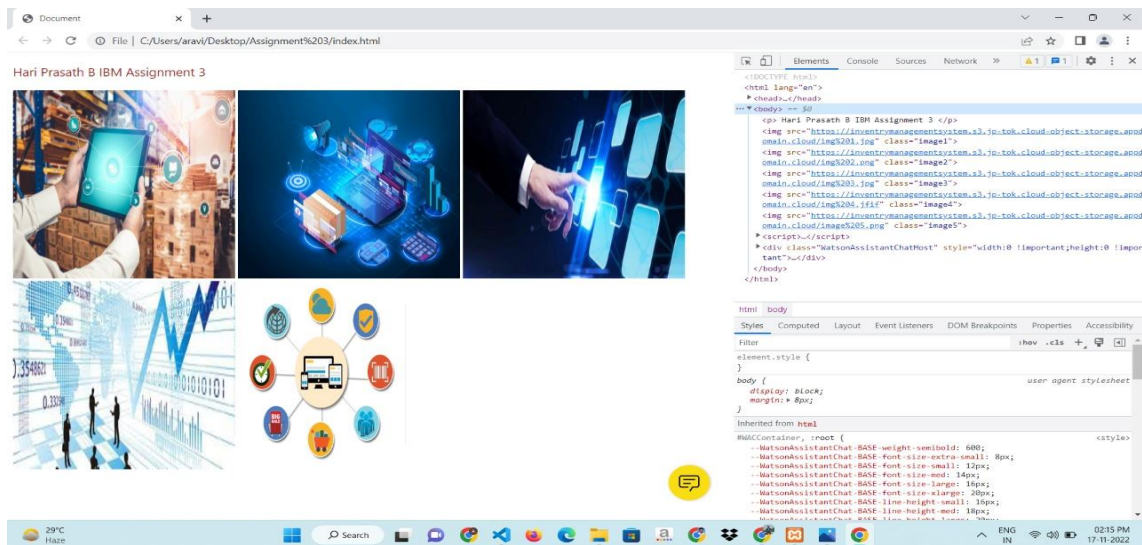 Document
File | C:/Users/aravi/Desktop/Assignment%203/index.html
Hari Prasath B IBM Assignment 3
0.3548621
Elements Console Sources Network » 1 1
<!DOCTYPE html>
<html lang="en">
<head>…</head>
<body> == $0
<p> Hari Prasath B IBM Assignment 3 </p>
<img src="https://inventrymanagementsystem.s3.jp-tok.cloud-object-storage.appd
omain.cloud/img%201.jpg" class="image1">
<img src="https://inventrymanagementsystem.s3.jp-tok.cloud-object-storage.appd
omain.cloud/img%202.png" class="image2">
<img src="https://inventrymanagementsystem.s3.jp-tok.cloud-object-storage.appd
omain.cloud/img%203.jpg" class="image3">
<img src="https://inventrymanagementsystem.s3.jp-tok.cloud-object-storage.appd
omain.cloud/img%204.jfif" class="image4">
<img src="https://inventrymanagementsystem.s3.jp-tok.cloud-object-storage.appd
omain.cloud/image%205.png" class="image5">
<script>…</script>
<div class="WatsonAssistantChatHost" style="width:0 !important;height:0 !impor
tant">…</div>
</body>
</html>
html body
Styles Computed Layout Event Listeners DOM Breakpoints Properties Accessibility
Filter :hov .cls +
element.style {
}
body { user agent stylesheet
display: block;
margin: 8px;
}
Inherited from html
#WACContainer, :root { <style>
--WatsonAssistantChat-BASE-weight-semibold: 600;
--WatsonAssistantChat-BASE-font-size-extra-small: 8px;
--WatsonAssistantChat-BASE-font-size-small: 12px;
--WatsonAssistantChat-BASE-font-size-med: 14px;
--WatsonAssistantChat-BASE-font-size-large: 16px;
--WatsonAssistantChat-BASE-font-size-xlarge: 20px;
--WatsonAssistantChat-BASE-line-height-small: 16px;
--WatsonAssistantChat-BASE-line-height-med: 18px;
29°C
Haze
Search
ENG
IN
02:15 PM
17-11-2022